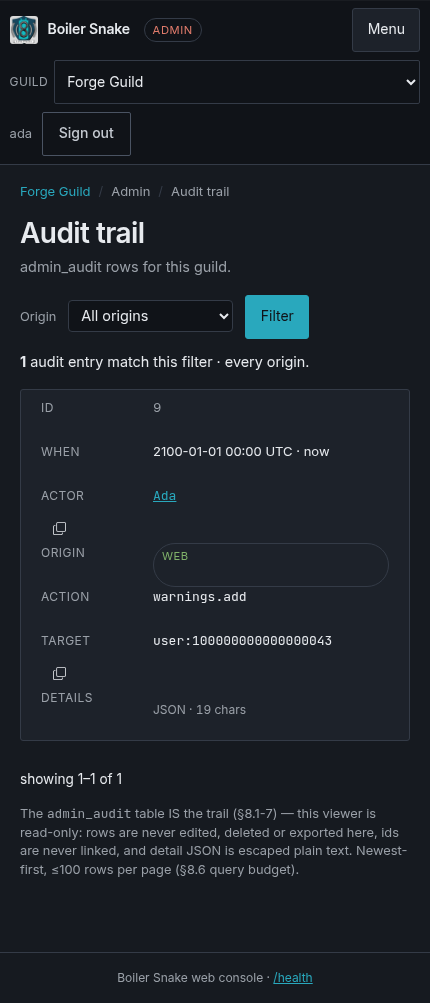 Boiler Snake ADMIN Menu
GUILD Forge Guild
ada Sign out
Forge Guild / Admin / Audit trail
Audit trail
admin_audit rows for this guild.
Origin All origins Filter
1 audit entry match this filter · every origin.
ID 9
WHEN 2100-01-01 00:00 UTC · now
ACTOR Ada
ORIGIN WEB
ACTION warnings.add
TARGET user:100000000000000043
DETAILS JSON · 19 chars
showing 1–1 of 1
The admin_audit table IS the trail (§8.1-7) — this viewer is
read-only: rows are never edited, deleted or exported here, ids
are never linked, and detail JSON is escaped plain text. Newest-
first, ≤100 rows per page (§8.6 query budget).
Boiler Snake web console · /health